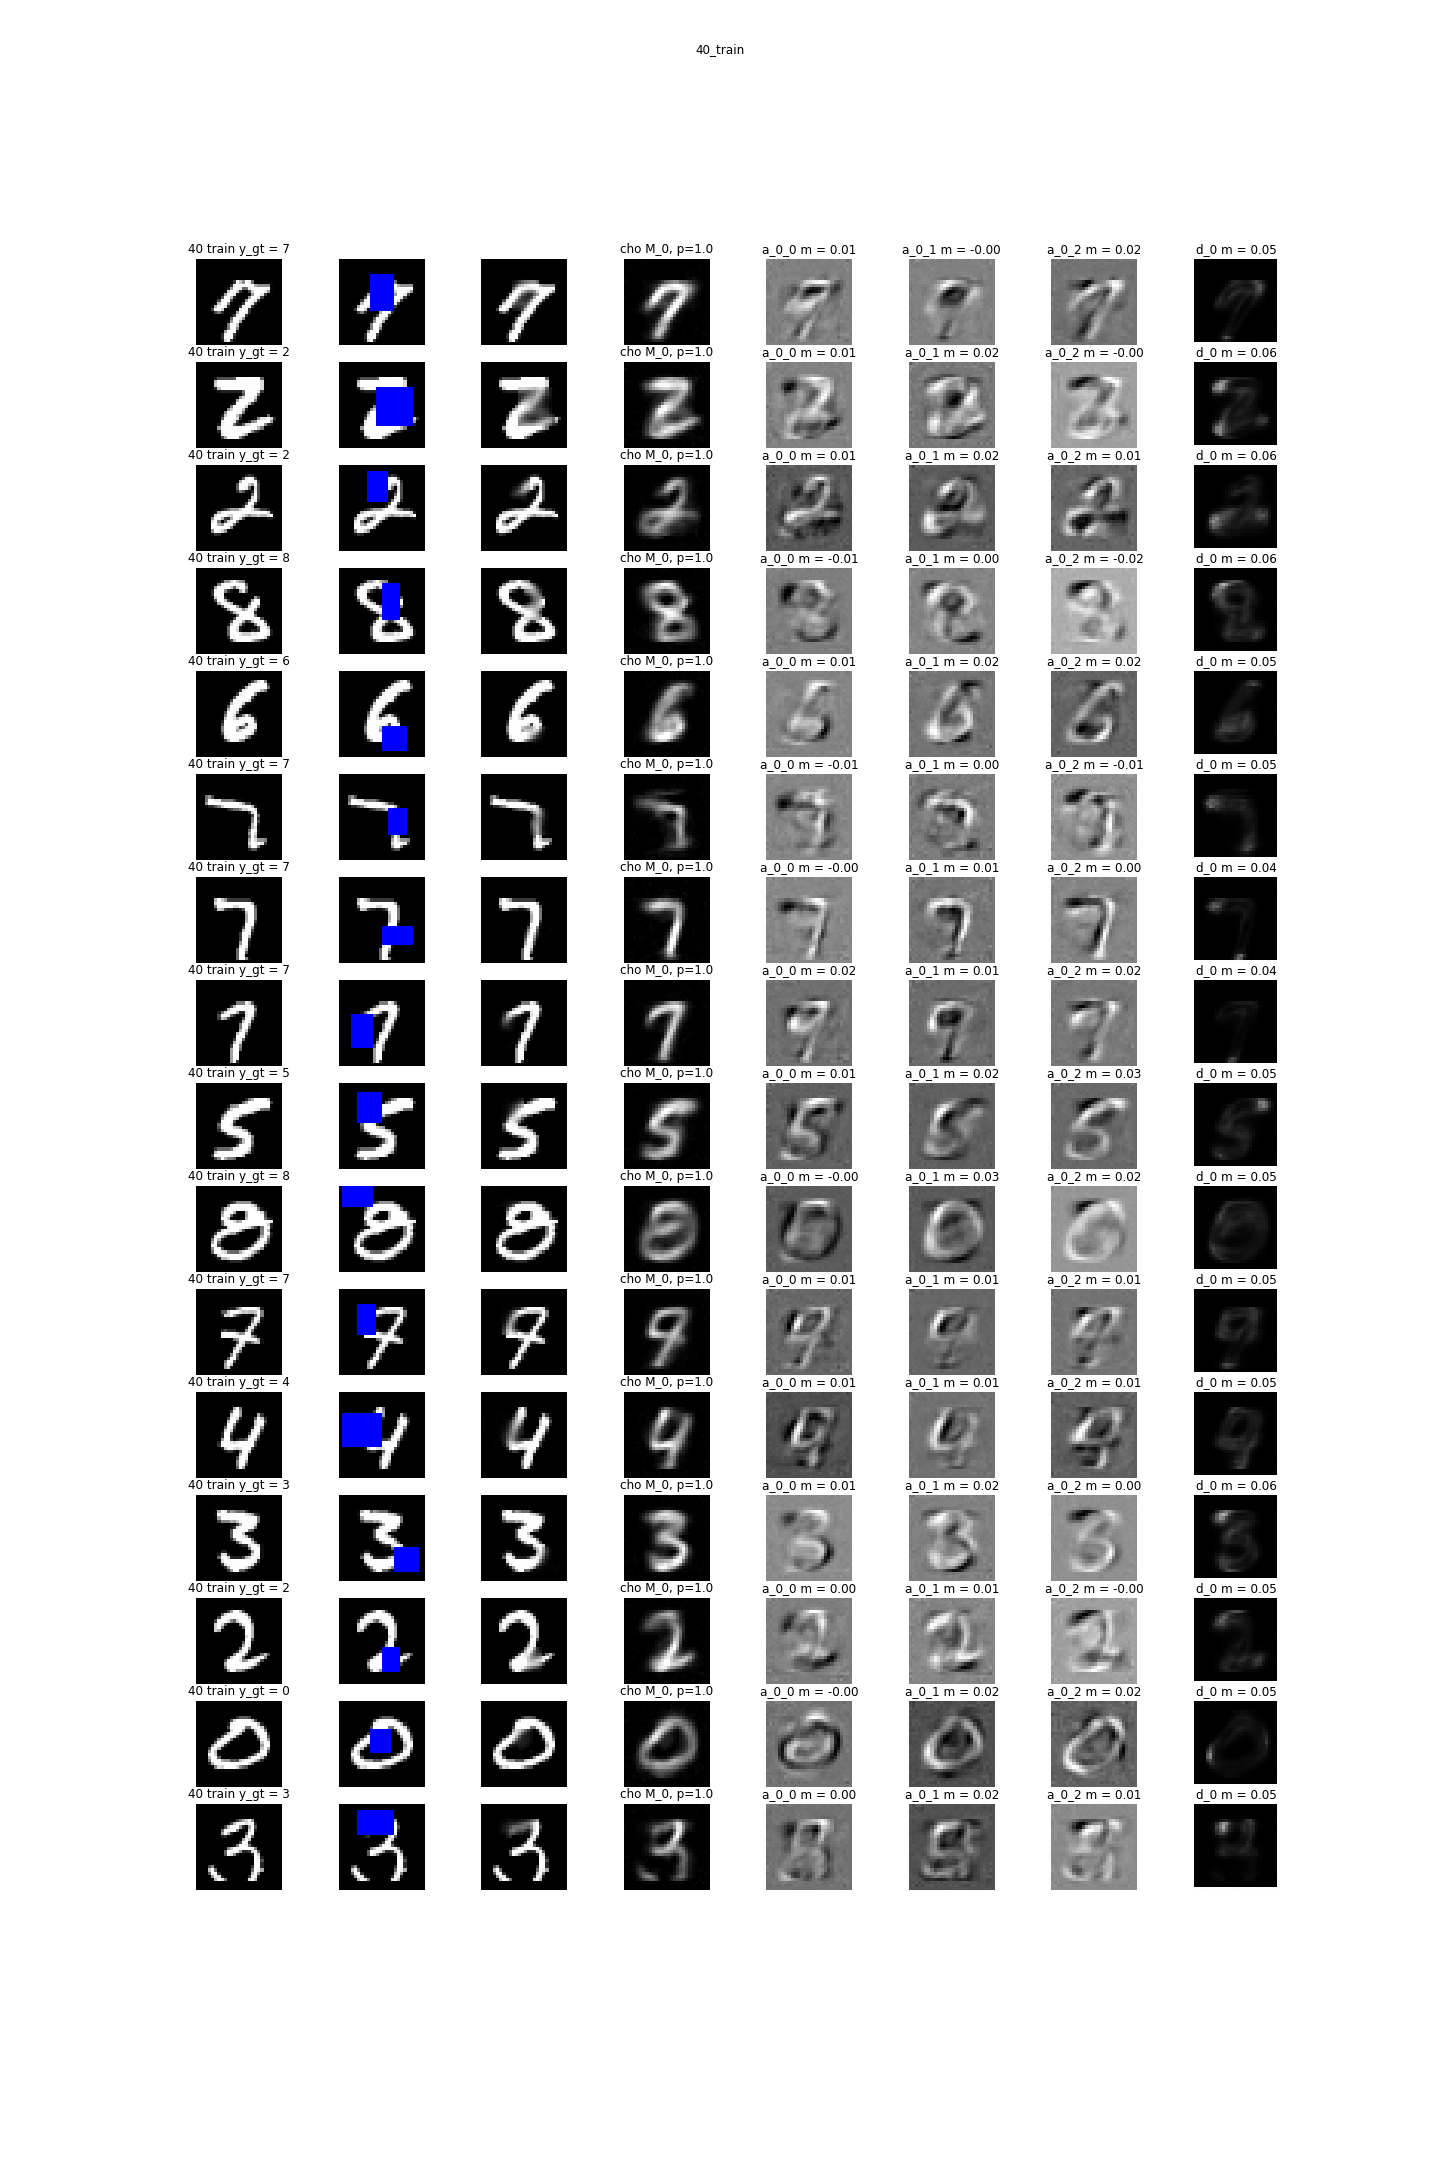 40_train
40 train y_gt = 7 cho M_0, p=1.0 a_0_0 m = 0.01 a_0_1 m = -0.00 a_0_2 m = 0.02 d_0 m = 0.05
40 train y_gt = 2 cho M_0, p=1.0 a_0_0 m = 0.01 a_0_1 m = 0.02 a_0_2 m = -0.00 d_0 m = 0.06
40 train y_gt = 2 cho M_0, p=1.0 a_0_0 m = 0.01 a_0_1 m = 0.02 a_0_2 m = 0.01 d_0 m = 0.06
40 train y_gt = 8 cho M_0, p=1.0 a_0_0 m = -0.01 a_0_1 m = 0.00 a_0_2 m = -0.02 d_0 m = 0.06
40 train y_gt = 6 cho M_0, p=1.0 a_0_0 m = 0.01 a_0_1 m = 0.02 a_0_2 m = 0.02 d_0 m = 0.05
40 train y_gt = 7 cho M_0, p=1.0 a_0_0 m = -0.01 a_0_1 m = 0.00 a_0_2 m = -0.01 d_0 m = 0.05
40 train y_gt = 7 cho M_0, p=1.0 a_0_0 m = -0.00 a_0_1 m = 0.01 a_0_2 m = 0.00 d_0 m = 0.04
40 train y_gt = 7 cho M_0, p=1.0 a_0_0 m = 0.02 a_0_1 m = 0.01 a_0_2 m = 0.02 d_0 m = 0.04
40 train y_gt = 5 cho M_0, p=1.0 a_0_0 m = 0.01 a_0_1 m = 0.02 a_0_2 m = 0.03 d_0 m = 0.05
40 train y_gt = 8 cho M_0, p=1.0 a_0_0 m = -0.00 a_0_1 m = 0.03 a_0_2 m = 0.02 d_0 m = 0.05
40 train y_gt = 7 cho M_0, p=1.0 a_0_0 m = 0.01 a_0_1 m = 0.01 a_0_2 m = 0.01 d_0 m = 0.05
40 train y_gt = 4 cho M_0, p=1.0 a_0_0 m = 0.01 a_0_1 m = 0.01 a_0_2 m = 0.01 d_0 m = 0.05
40 train y_gt = 3 cho M_0, p=1.0 a_0_0 m = 0.01 a_0_1 m = 0.02 a_0_2 m = 0.00 d_0 m = 0.06
40 train y_gt = 2 cho M_0, p=1.0 a_0_0 m = 0.00 a_0_1 m = 0.01 a_0_2 m = -0.00 d_0 m = 0.05
40 train y_gt = 0 cho M_0, p=1.0 a_0_0 m = -0.00 a_0_1 m = 0.02 a_0_2 m = 0.02 d_0 m = 0.05
40 train y_gt = 3 cho M_0, p=1.0 a_0_0 m = 0.00 a_0_1 m = 0.02 a_0_2 m = 0.01 d_0 m = 0.05